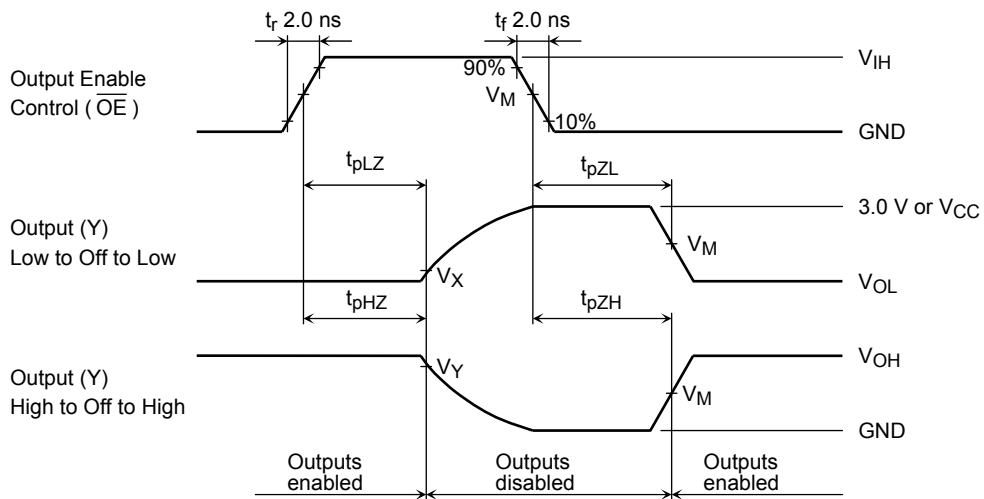 tr 2.0 ns
tf 2.0 ns
Output Enable
Control ( OE )
90%
VM
10%
VIH
GND
tpLZ
tpZL
Output (Y)
Low to Off to Low
3.0 V or VCC
VM
VX
VOL
tpHZ
tpZH
Output (Y)
High to Off to High
VY
VOH
VM
GND
Outputs
enabled
Outputs
disabled
Outputs
enabled